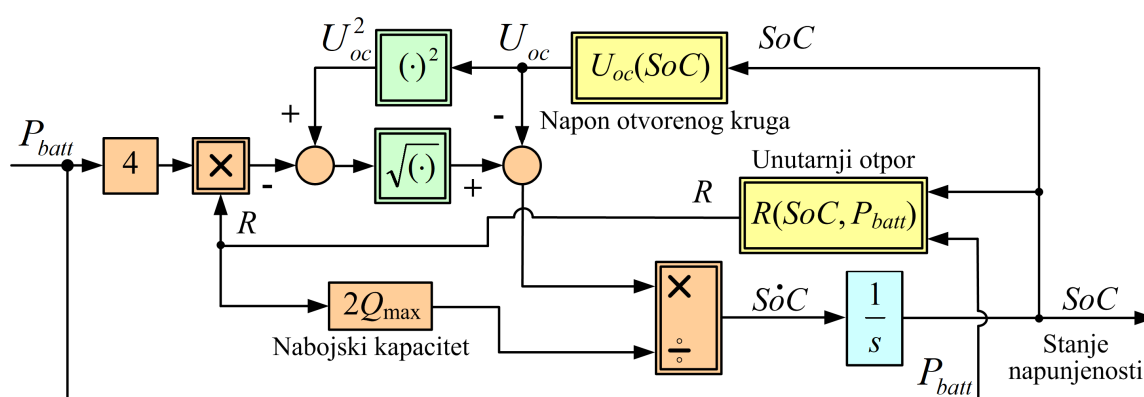 U²oc
(·)²
Uoc
Uoc(SoC)
SoC
Napon otvorenog kruga
+
-
Pbatt
4
×
-
√(·)
+
Unutarnji otpor
R
R
R(SoC, Pbatt)
2Qmax
Nabojski kapacitet
×
÷
SȯC
1
s
SoC
Stanje
napunjenosti
Pbatt